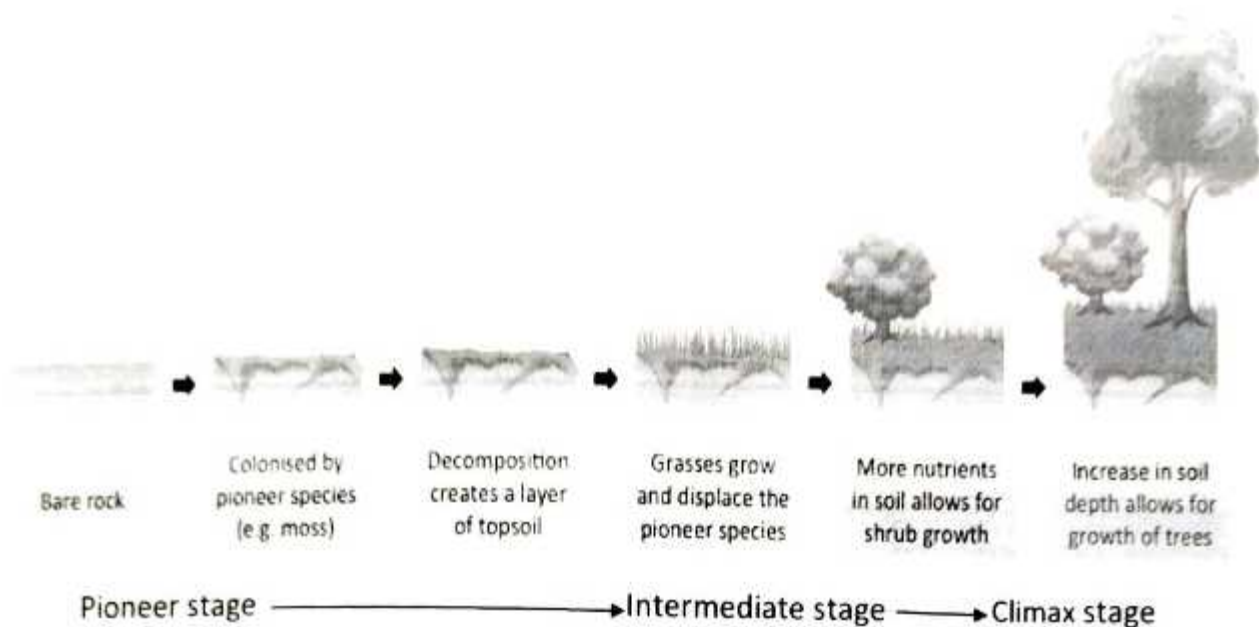 Bare rock
Colonised by
pioneer species
(e.g. moss)
Decomposition
creates a layer
of topsoil
Grasses grow
and displace the
pioneer species
More nutrients
in soil allows for
shrub growth
Increase in soil
depth allows for
growth of trees
Pioneer stage
Intermediate stage
Climax stage